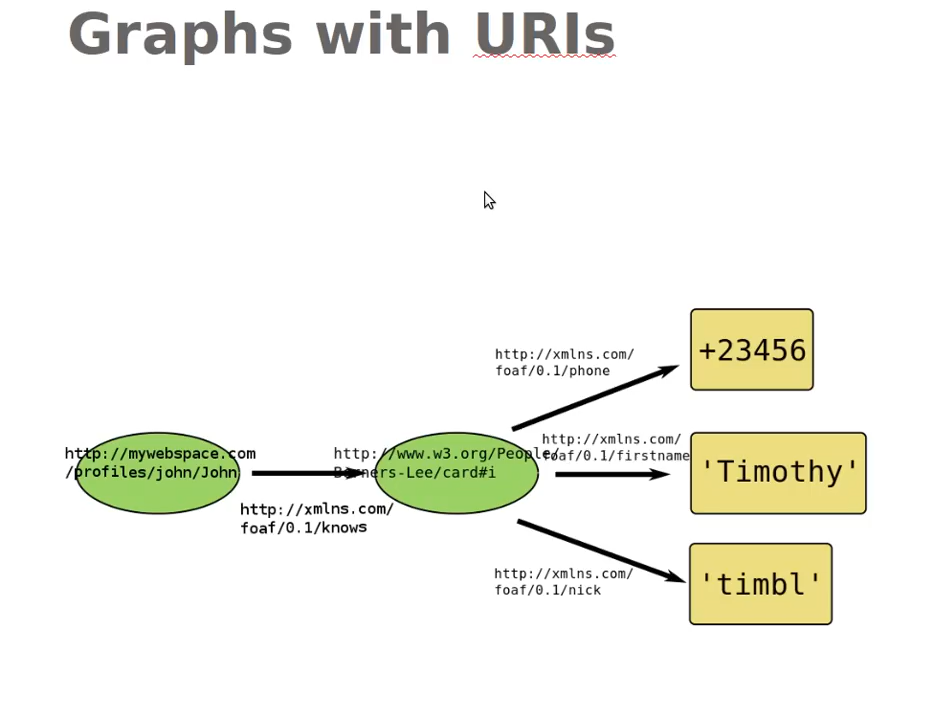 Graphs with URIs
http://xmlns.com/
foaf/0.1/phone
+23456
http://mywebspace.com
/profiles/john/John
http://xmlns.com/
foaf/0.1/knows
http://www.w3.org/People/
Berners-Lee/card#i
http://xmlns.com/
foaf/0.1/firstname
'Timothy'
http://xmlns.com/
foaf/0.1/nick
'timbl'